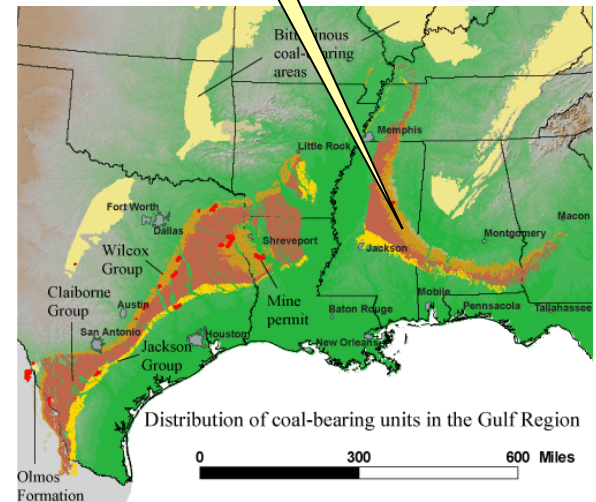 Bituminous
coal-bearing
areas
Memphis
Little Rock
Fort Worth
Dallas
Macon
Montgomery
Shreveport
Jackson
Wilcox
Group
Claiborne
Group
Mine
permit
Mobile
Austin
Baton Rouge
Pennsacola
Tallahassee
San Antonio
Houston
New Orleans
Jackson
Group
Distribution of coal-bearing units in the Gulf Region
0 300 600 Miles
Olmos
Formation